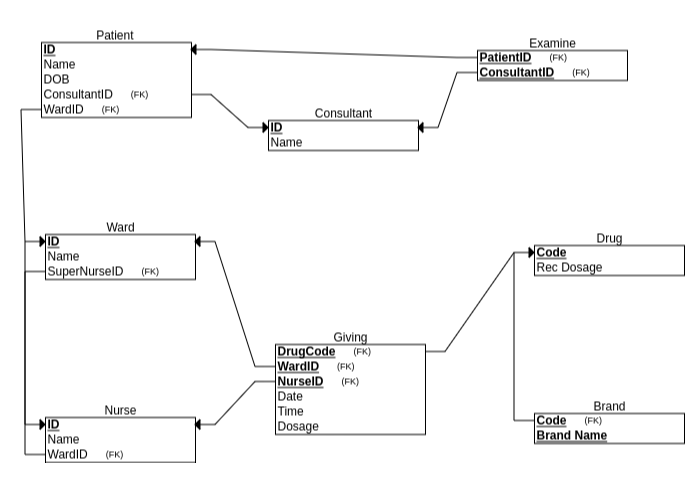 Patient
ID
Name
DOB
ConsultantID (FK)
WardID (FK)
Examine
PatientID (FK)
ConsultantID (FK)
Consultant
ID
Name
Ward
ID
Name
SuperNurseID (FK)
Drug
Code
Rec Dosage
Giving
DrugCode (FK)
WardID (FK)
NurseID (FK)
Date
Time
Dosage
Nurse
ID
Name
WardID (FK)
Brand
Code (FK)
Brand Name